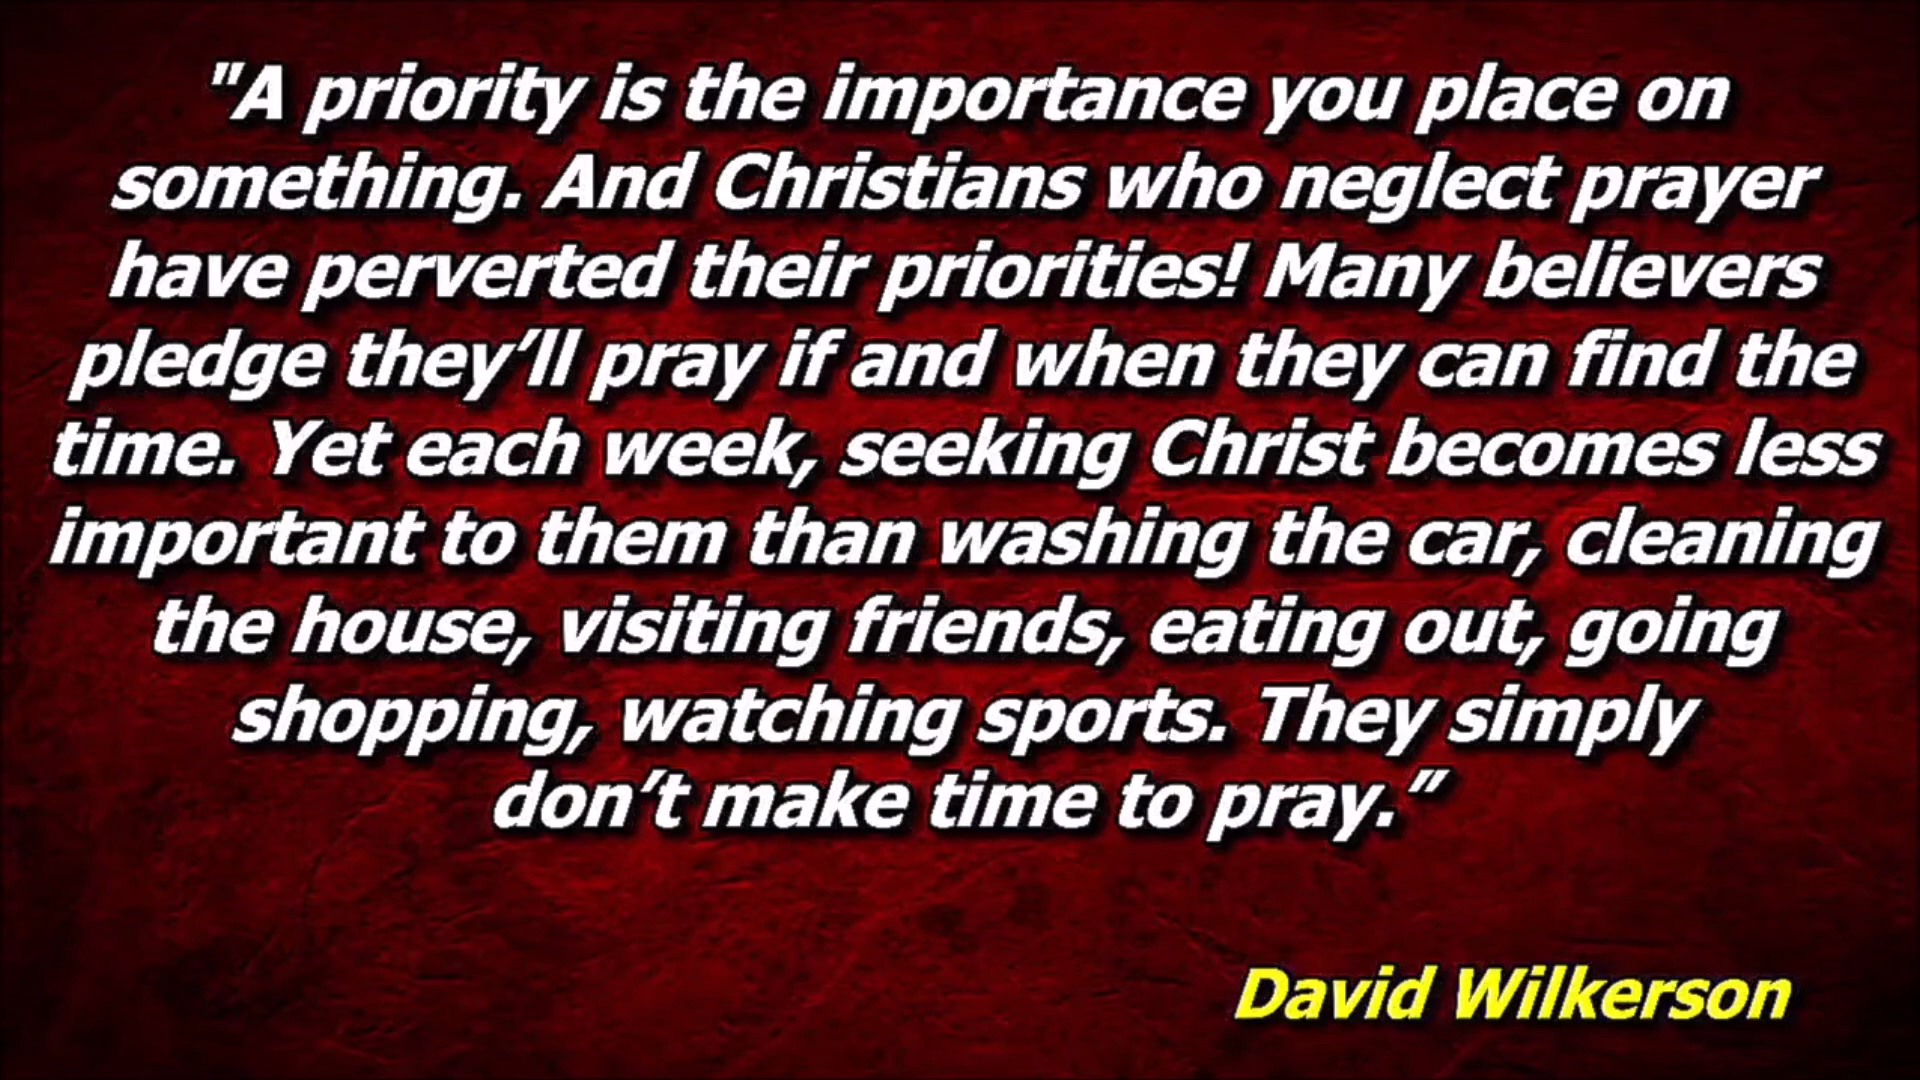 "A priority is the importance you place on
something. And Christians who neglect prayer
have perverted their priorities! Many believers
pledge they’ll pray if and when they can find the
time. Yet each week, seeking Christ becomes less
important to them than washing the car, cleaning
the house, visiting friends, eating out, going
shopping, watching sports. They simply
don’t make time to pray.”
David Wilkerson